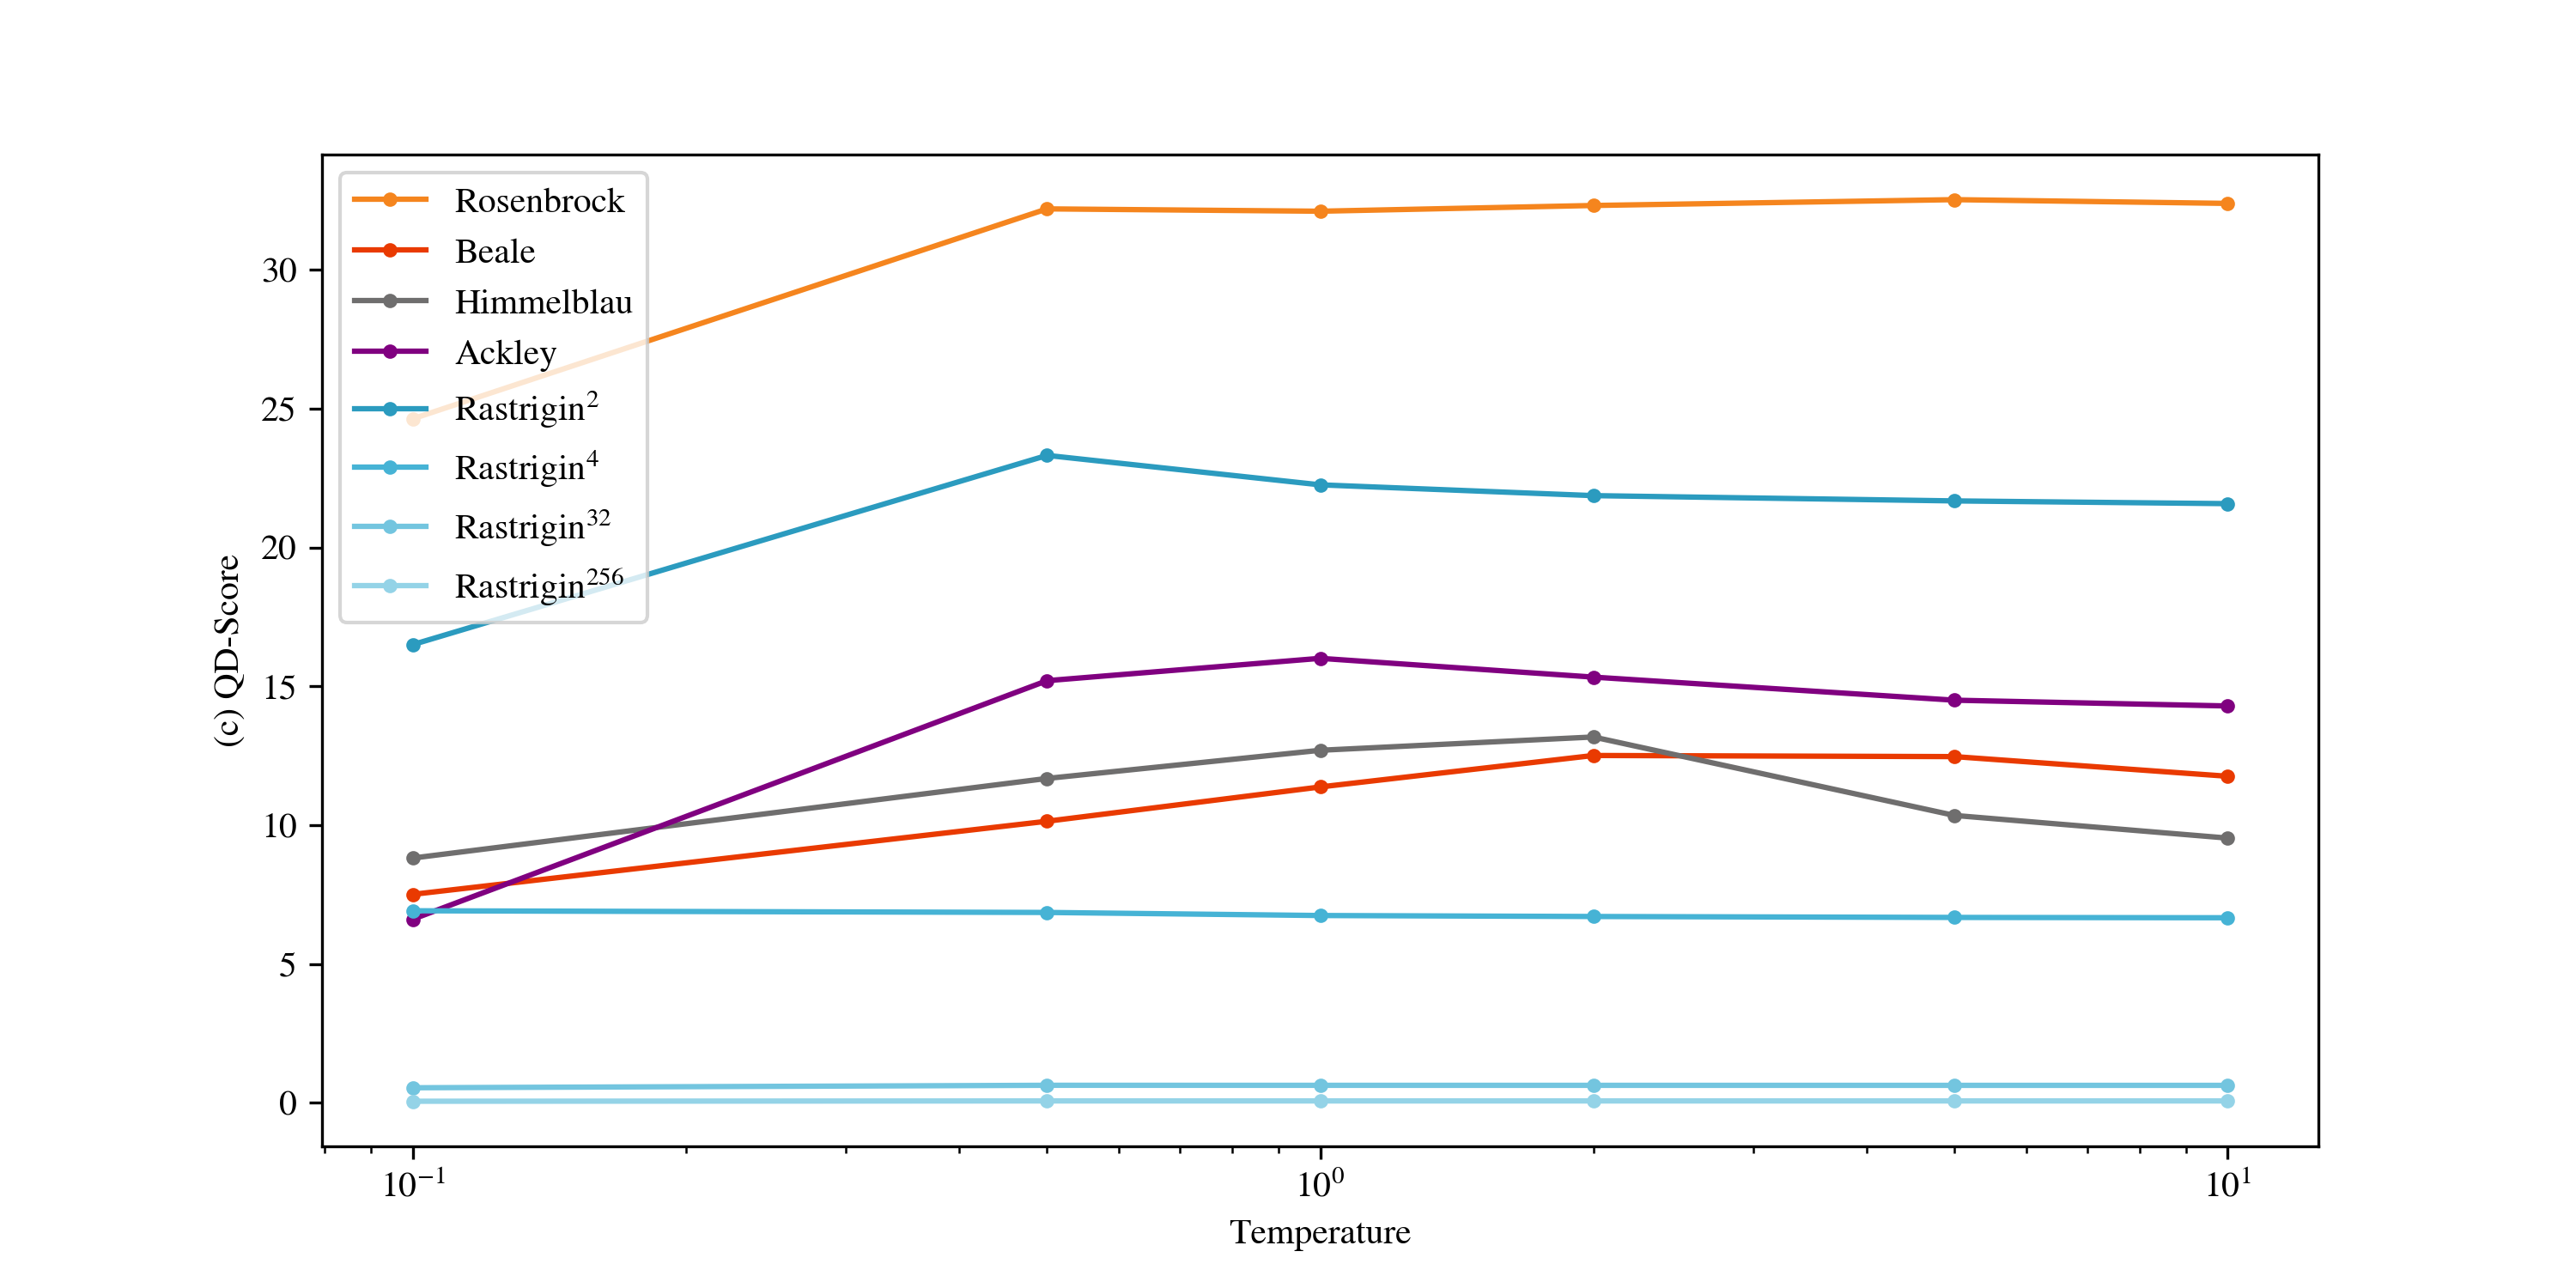 Rosenbrock
Beale
Himmelblau
Ackley
Rastrigin²
Rastrigin⁴
Rastrigin³²
Rastrigin²⁵⁶
30
25
20
15
10
5
0
(c) QD-Score
10⁻¹ 10⁰ 10¹
Temperature